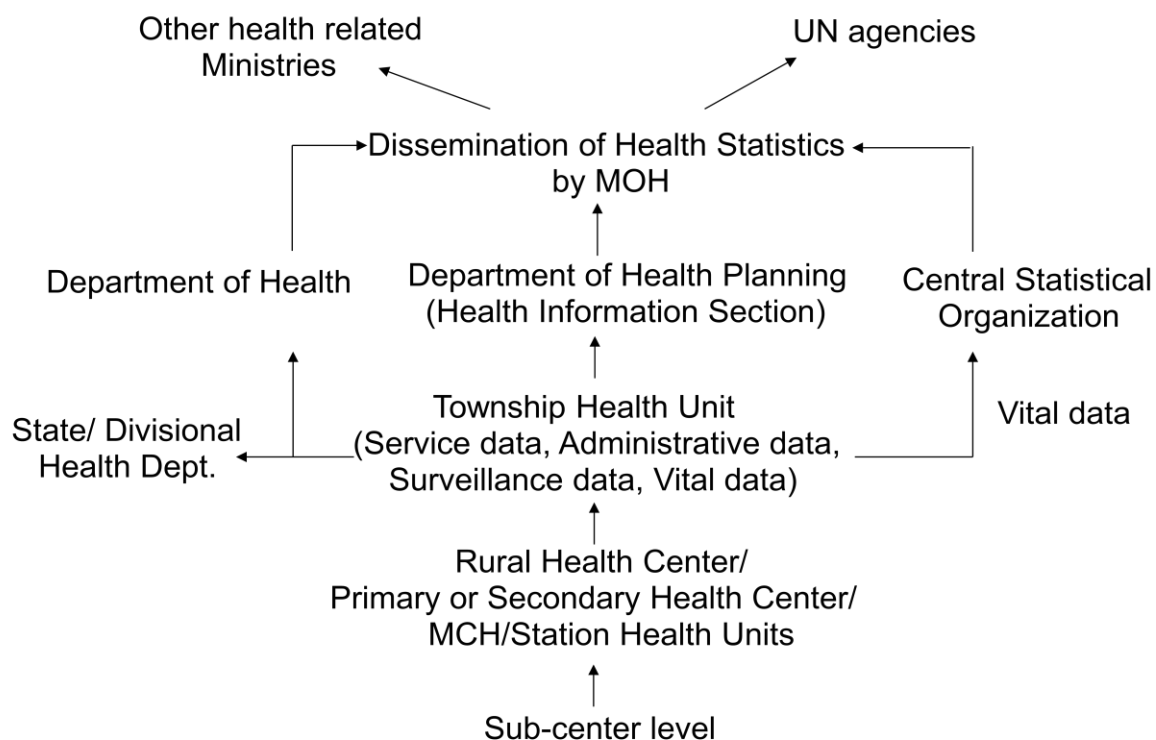 Other health related
Ministries
UN agencies
Dissemination of Health Statistics
by MOH
Department of Health
Department of Health Planning
(Health Information Section)
Central Statistical
Organization
State/ Divisional
Health Dept.
Township Health Unit
(Service data, Administrative data,
Surveillance data, Vital data)
Vital data
Rural Health Center/
Primary or Secondary Health Center/
MCH/Station Health Units
Sub-center level